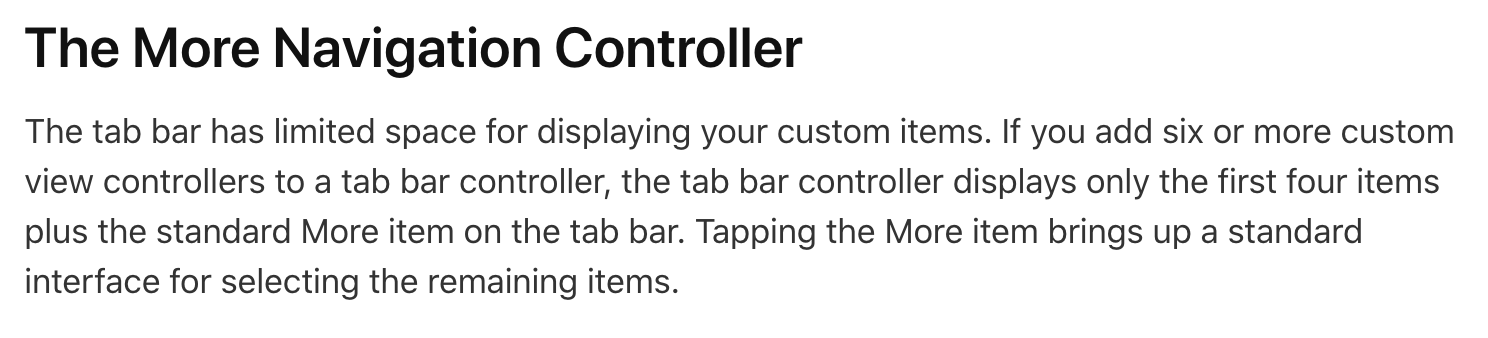 The More Navigation Controller
The tab bar has limited space for displaying your custom items. If you add six or more custom
view controllers to a tab bar controller, the tab bar controller displays only the first four items
plus the standard More item on the tab bar. Tapping the More item brings up a standard
interface for selecting the remaining items.